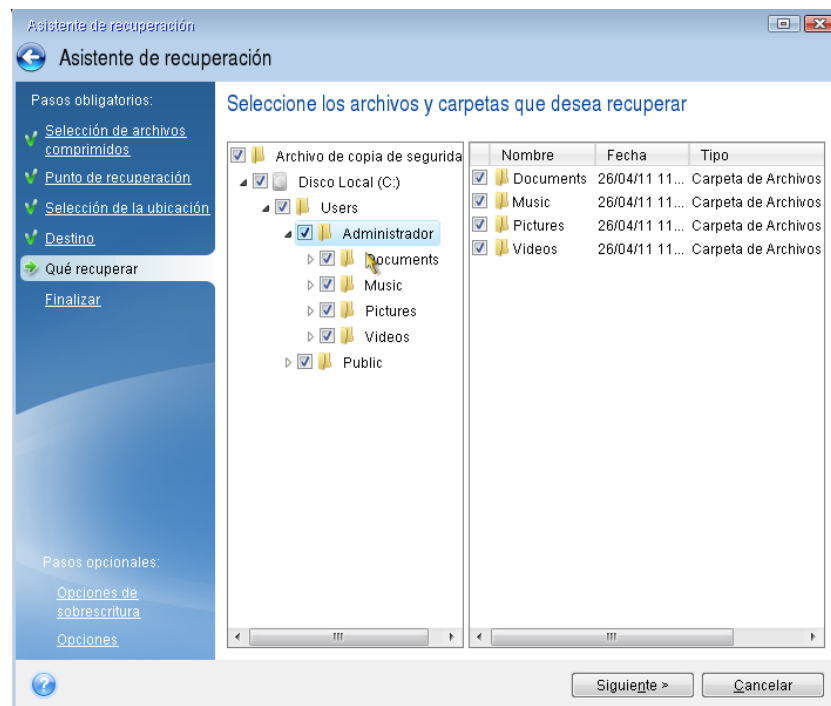 Asistente de recuperación
Asistente de recuperación
Pasos obligatorios:
Selección de archivos
comprimidos
Punto de recuperación
Selección de la ubicación
Destino
Qué recuperar
Finalizar
Pasos opcionales:
Opciones de
sobrescritura
Opciones
Seleccione los archivos y carpetas que desea recuperar
Archivo de copia de segurida
Disco Local (C:)
Users
Administrador
Documents
Music
Pictures
Videos
Public
Nombre Fecha Tipo
Documents 26/04/11 11... Carpeta de Archivos
Music 26/04/11 11... Carpeta de Archivos
Pictures 26/04/11 11... Carpeta de Archivos
Videos 26/04/11 11... Carpeta de Archivos
Siguiente > Cancelar